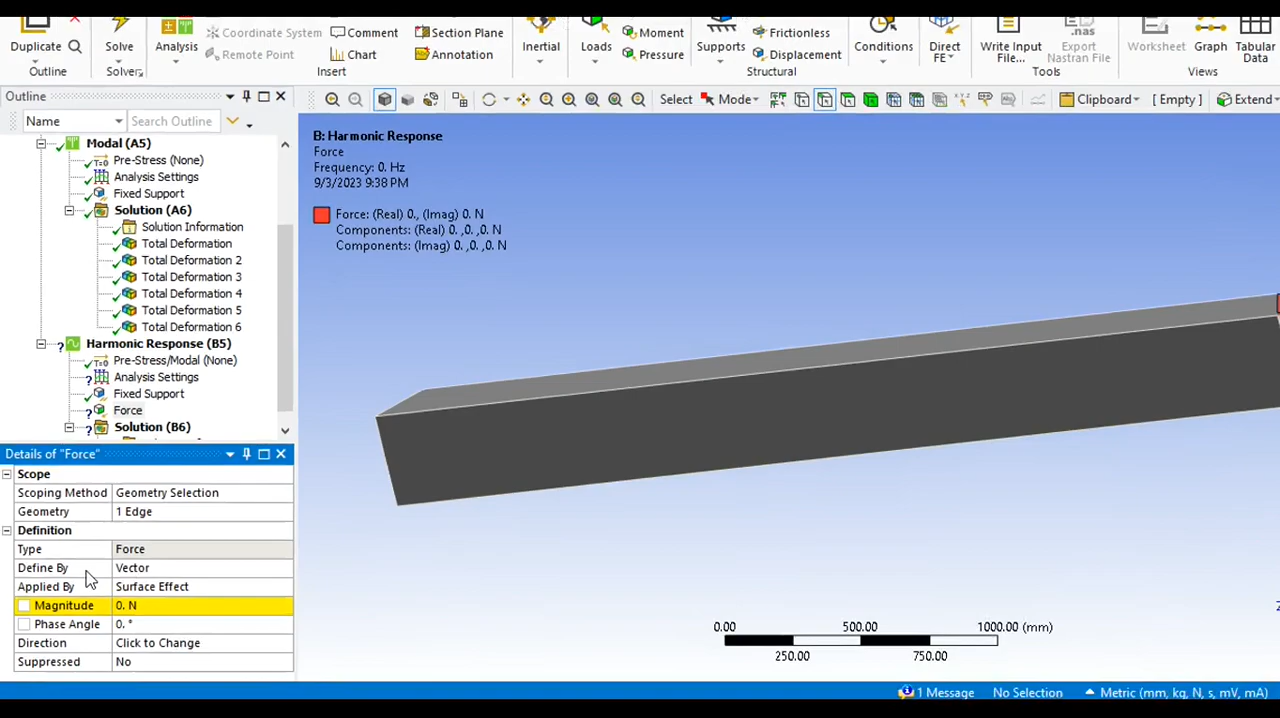 Duplicate
Outline
Solve
Solver
Analysis
Coordinate System
Remote Point
Comment
Chart
Section Plane
Annotation
Insert
Inertial
Loads
Moment
Pressure
Supports
Frictionless
Displacement
Structural
Conditions
Direct
FE
Write Input
File...
.nas
Export
Nastran File
Tools
Worksheet
Graph
Tabular
Data
Views
Outline
Select
Mode
Clipboard
[ Empty ]
Extend
Name
Search Outline
Modal (A5)
Pre-Stress (None)
Analysis Settings
Fixed Support
Solution (A6)
Solution Information
Total Deformation
Total Deformation 2
Total Deformation 3
Total Deformation 4
Total Deformation 5
Total Deformation 6
Harmonic Response (B5)
Pre-Stress/Modal (None)
Analysis Settings
Fixed Support
Force
Solution (B6)
B: Harmonic Response
Force
Frequency: 0. Hz
9/3/2023 9:38 PM
Force: (Real) 0., (Imag) 0. N
Components: (Real) 0. ,0. ,0. N
Components: (Imag) 0. ,0. ,0. N
Details of "Force"
Scope
Scoping Method Geometry Selection
Geometry 1 Edge
Definition
Type Force
Define By Vector
Applied By Surface Effect
Magnitude 0. N
Phase Angle 0. °
Direction Click to Change
Suppressed No
0.00 500.00 1000.00 (mm)
250.00 750.00
1 Message No Selection Metric (mm, kg, N, s, mV, mA)